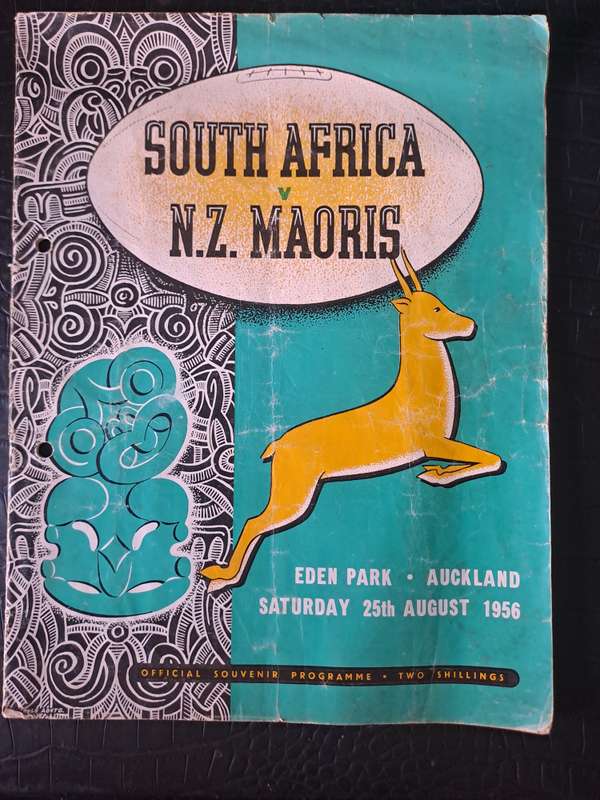 SOUTH AFRICA
v
N.Z. MAORIS
EDEN PARK • AUCKLAND
SATURDAY 25th AUGUST 1956
OFFICIAL SOUVENIR PROGRAMME • TWO SHILLINGS